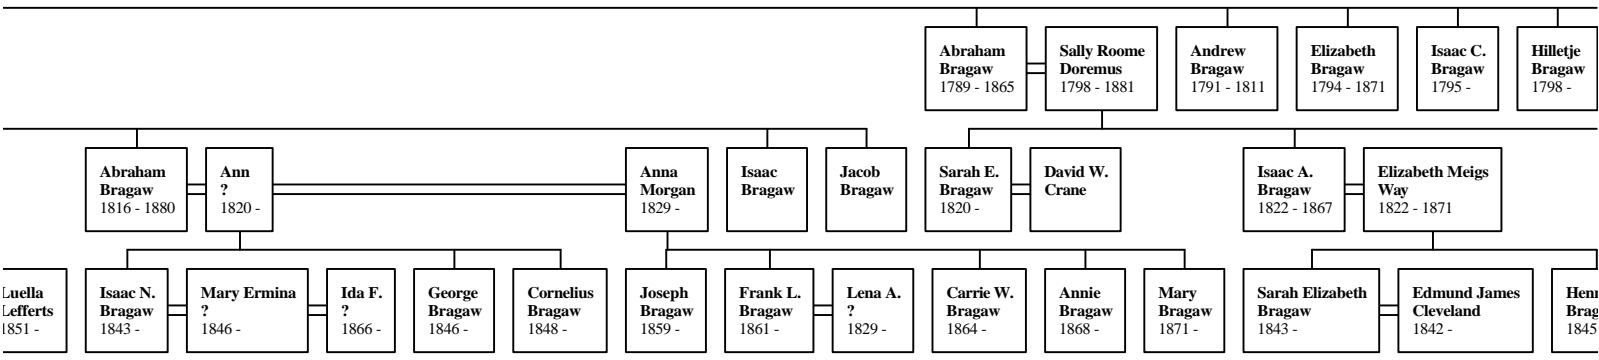 Abraham
Bragaw
1789 - 1865
Sally Roome
Doremus
1798 - 1881
Andrew
Bragaw
1791 - 1811
Elizabeth
Bragaw
1794 - 1871
Isaac C.
Bragaw
1795 -
Hilletje
Bragaw
1798 -
Abraham
Bragaw
1816 - 1880
Ann
?
1820 -
Anna
Morgan
1829 -
Isaac
Bragaw
Jacob
Bragaw
Sarah E.
Bragaw
1820 -
David W.
Crane
Isaac A.
Bragaw
1822 - 1867
Elizabeth Meigs
Way
1822 - 1871
Luella
Lefferts
1851 -
Isaac N.
Bragaw
1843 -
Mary Ermina
?
1846 -
Ida F.
?
1866 -
George
Bragaw
1846 -
Cornelius
Bragaw
1848 -
Joseph
Bragaw
1859 -
Frank L.
Bragaw
1861 -
Lena A.
?
1829 -
Carrie W.
Bragaw
1864 -
Annie
Bragaw
1868 -
Mary
Bragaw
1871 -
Sarah Elizabeth
Bragaw
1843 -
Edmund James
Cleveland
1842 -
Henr
Brag
1845